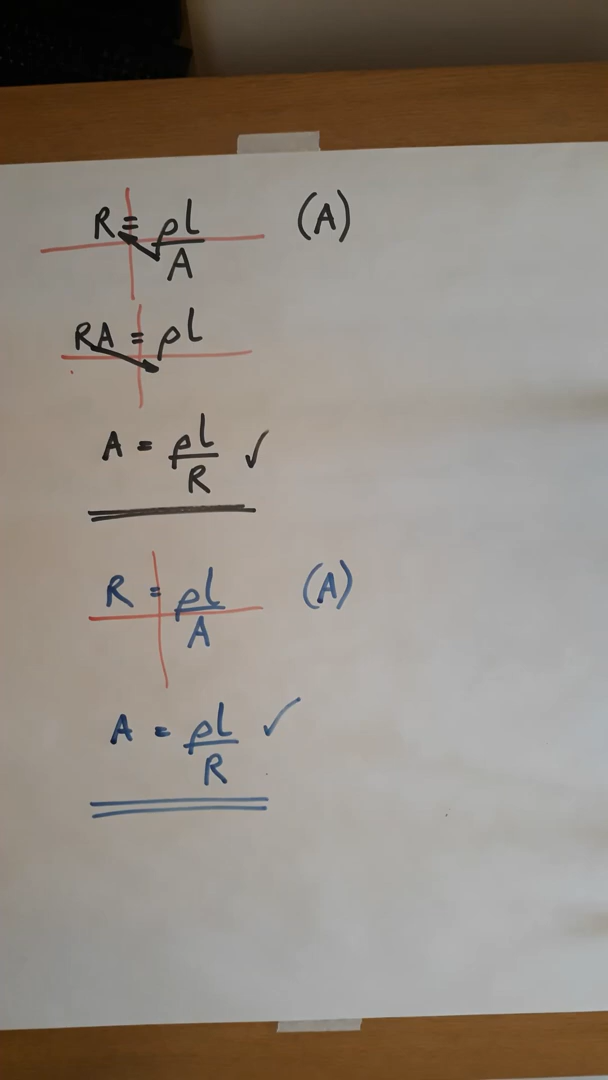 R = ρl/A (A)
RA = ρl
A = ρl/R ✓
R = ρl/A (A)
A = ρl/R ✓